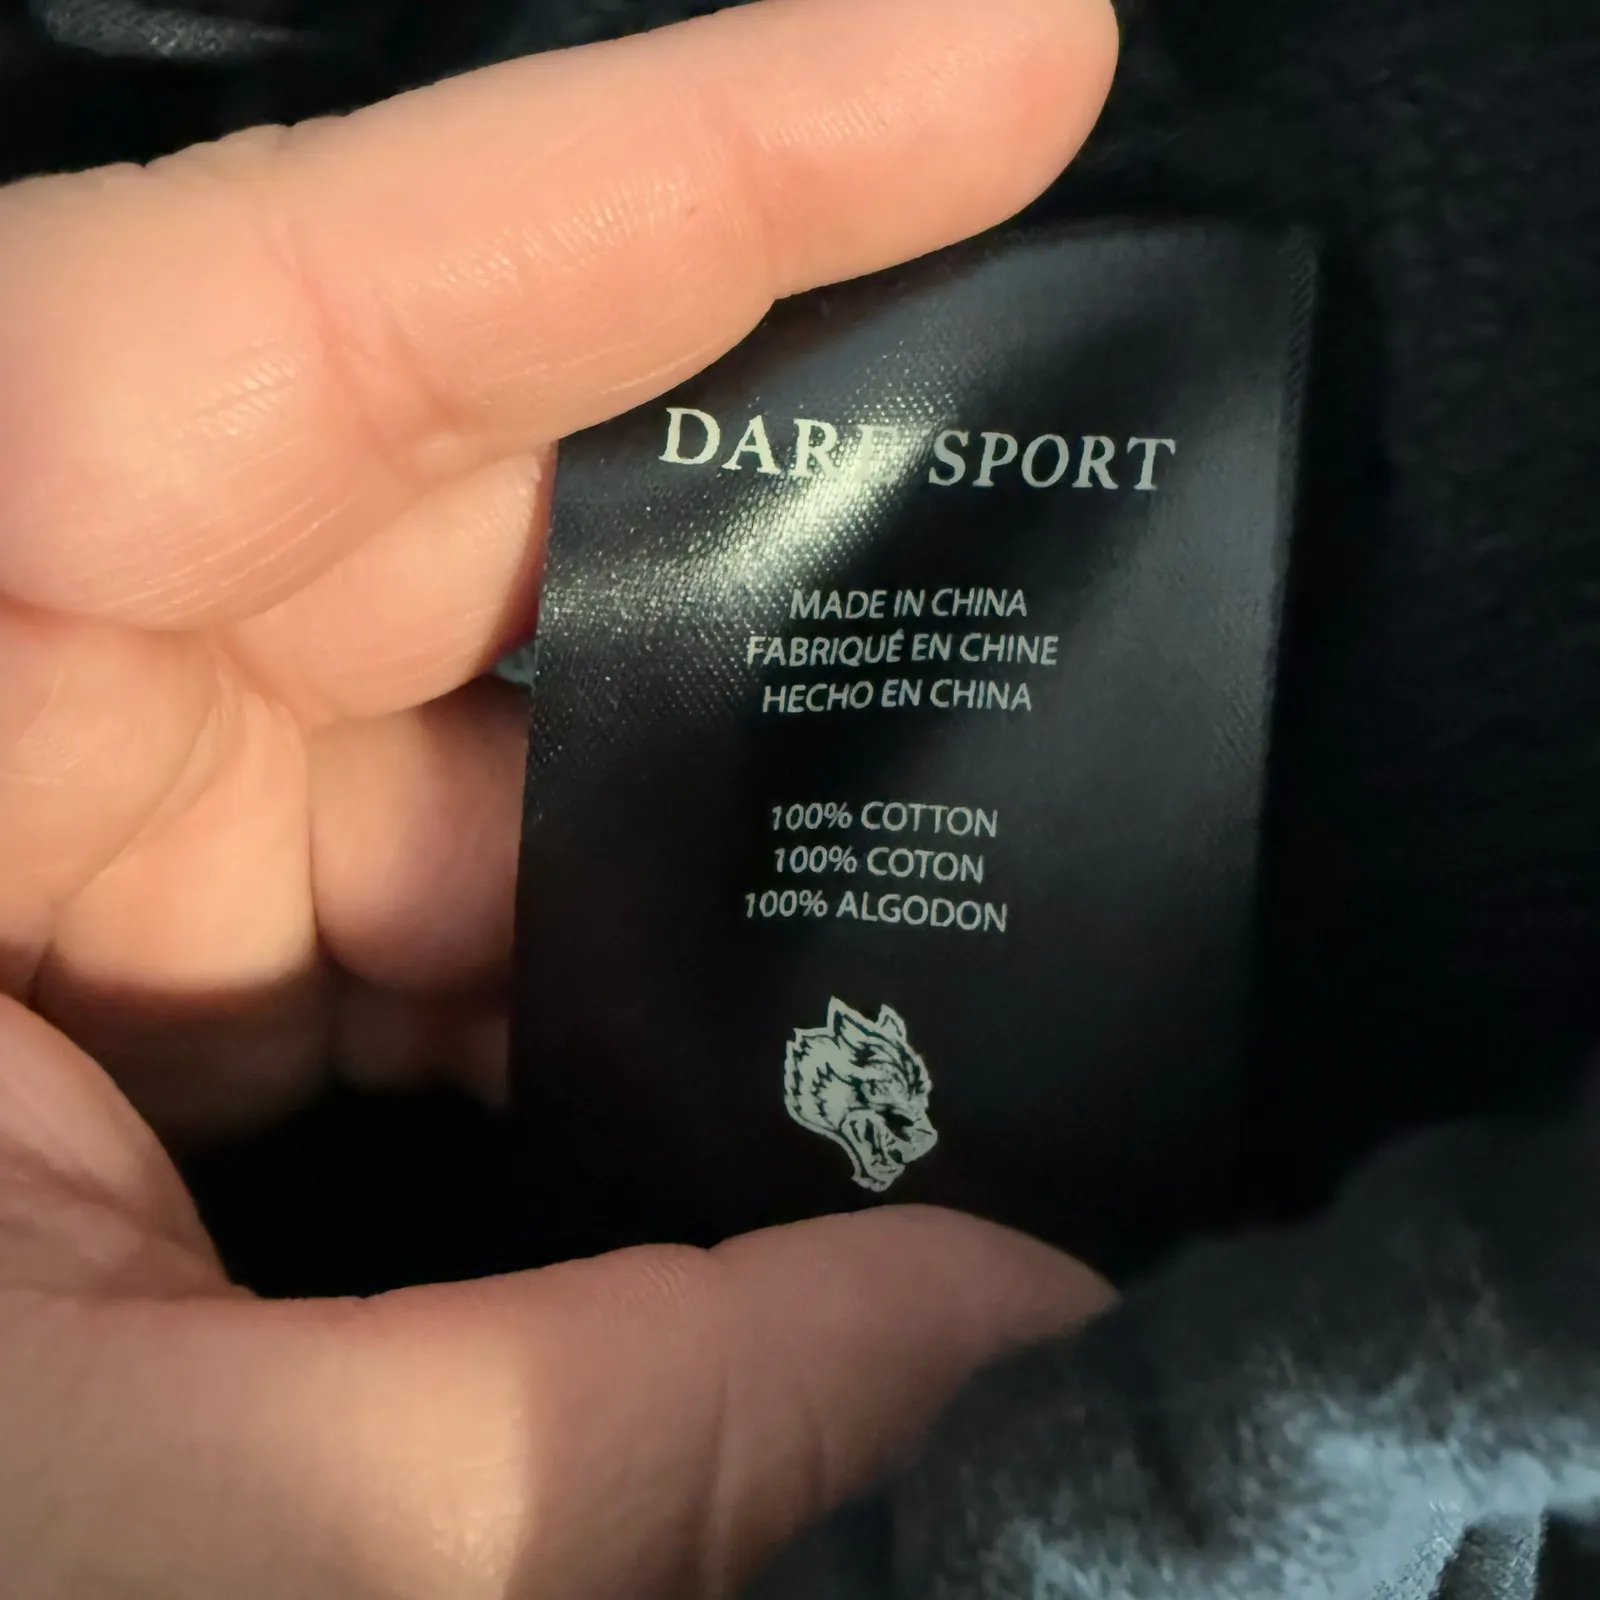 DARE SPORT
MADE IN CHINA
FABRIQUÉ EN CHINE
HECHO EN CHINA
100% COTTON
100% COTON
100% ALGODON